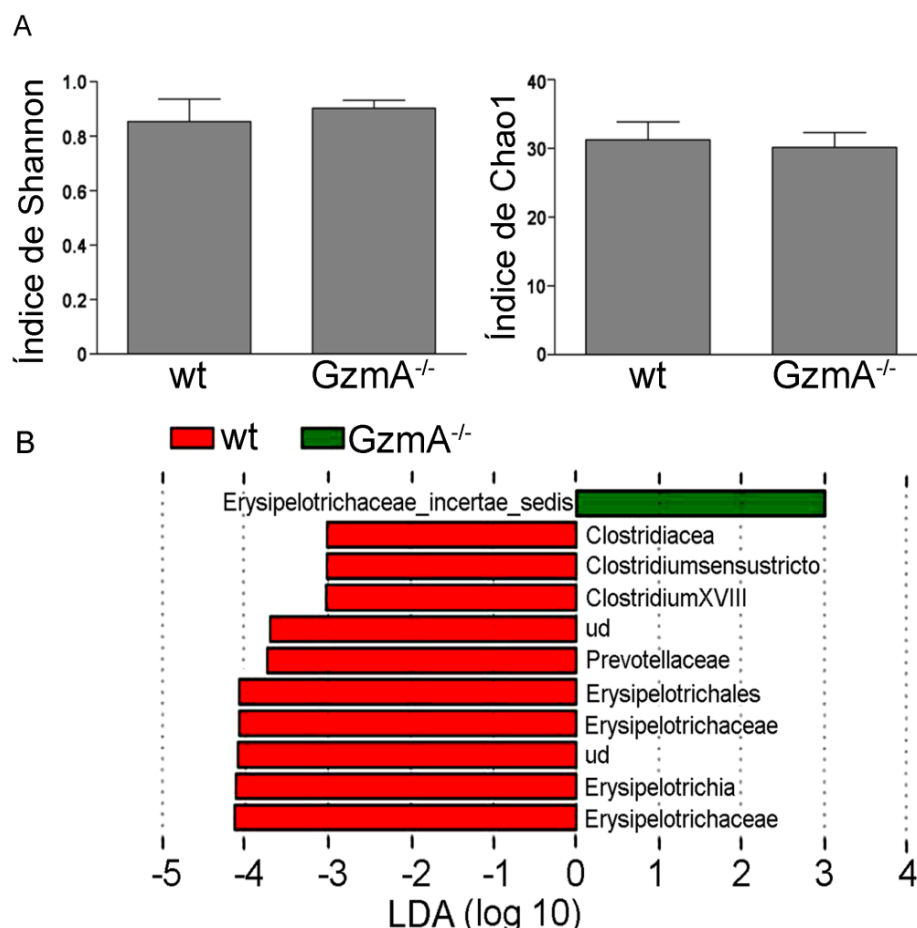 A
Índice de Shannon
1.0
0.8
0.6
0.4
0.2
0
wt GzmA-/-
Índice de Chao1
40
30
20
10
0
wt GzmA-/-
B
wt GzmA-/-
Erysipelotrichaceae_incertae_sedis
Clostridiacea
Clostridiumsensustricto
ClostridiumXVIII
ud
Prevotellaceae
Erysipelotrichales
Erysipelotrichaceae
ud
Erysipelotrichia
Erysipelotrichaceae
-5 -4 -3 -2 -1 0 1 2 3 4
LDA (log 10)